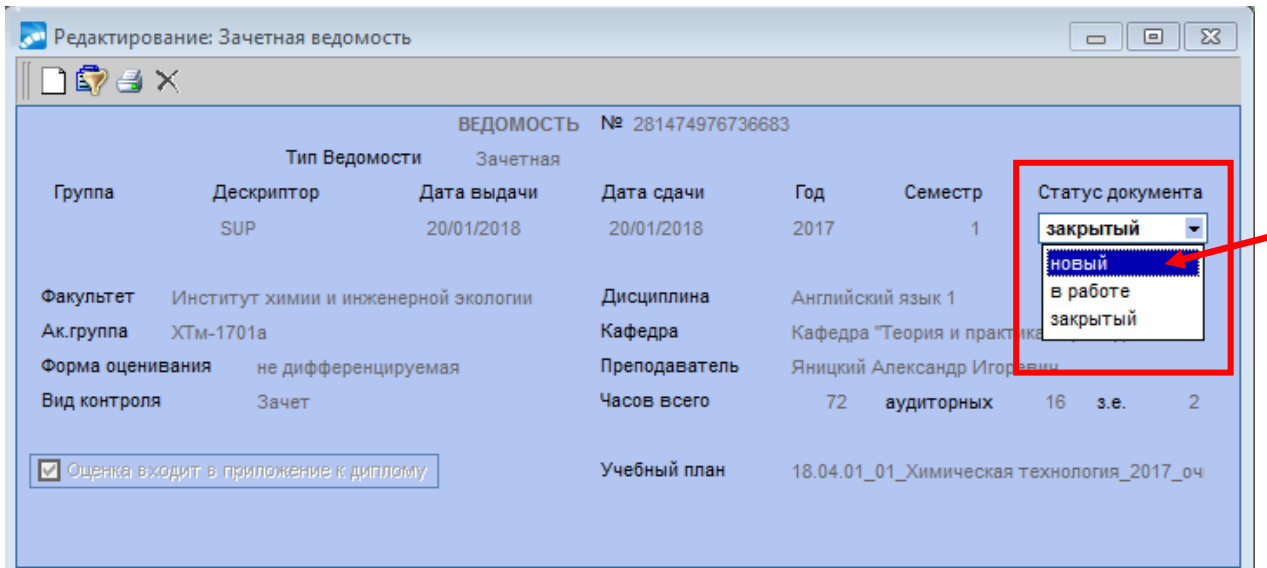 Редактирование: Зачетная ведомость
ВЕДОМОСТЬ № 281474976736683
Тип Ведомости Зачетная
Группа Дескриптор Дата выдачи Дата сдачи Год Семестр Статус документа
SUP 20/01/2018 20/01/2018 2017 1 закрытый
новый
в работе
закрытый
Факультет Институт химии и инженерной экологии Дисциплина Английский язык 1
Ак.группа ХТм-1701а Кафедра Кафедра "Теория и практика
Форма оценивания не дифференцируемая Преподаватель Яницкий Александр Игоревич
Вид контроля Зачет Часов всего 72 аудиторных 16 з.е. 2
Оценка входит в приложение к диплому Учебный план 18.04.01_01_Химическая технология_2017_оч